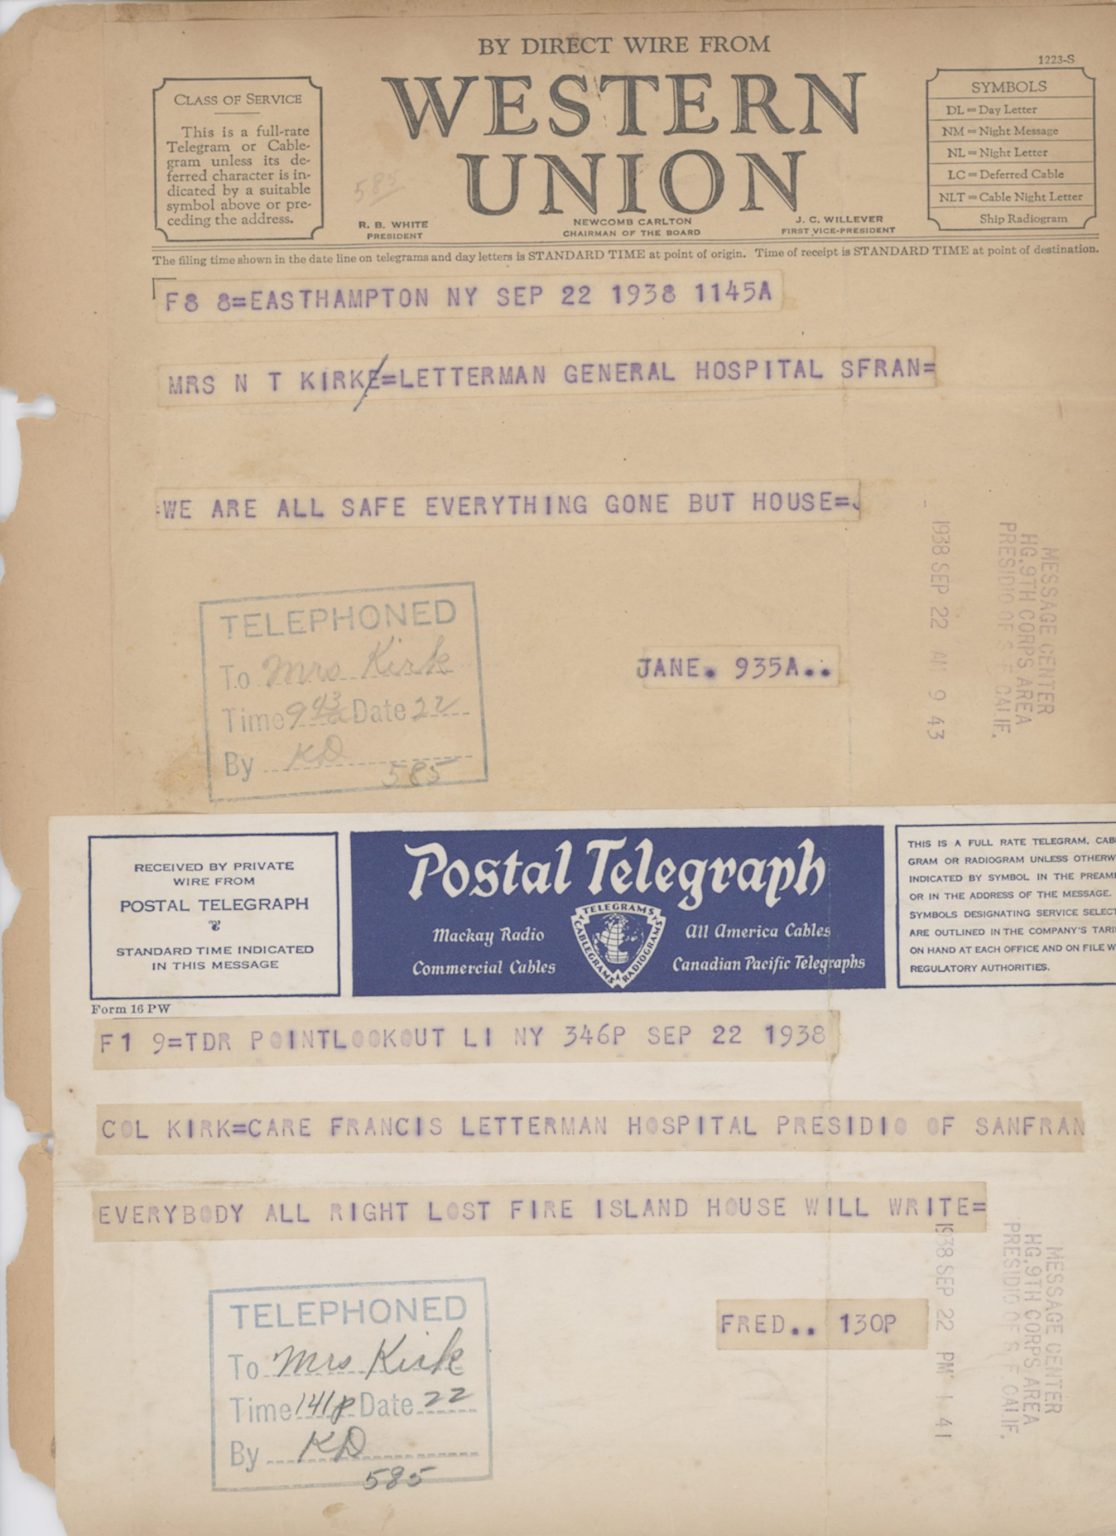 BY DIRECT WIRE FROM
1223-S
WESTERN
UNION
CLASS OF SERVICE
This is a full-rate
Telegram or Cable-
gram unless its de-
ferred character is in-
dicated by a suitable
symbol above or pre-
ceding the address.
585
R. B. WHITE
PRESIDENT
NEWCOMB CARLTON
CHAIRMAN OF THE BOARD
J. C. WILLEVER
FIRST VICE-PRESIDENT
SYMBOLS
DL = Day Letter
NM = Night Message
NL = Night Letter
LC = Deferred Cable
NLT = Cable Night Letter
Ship Radiogram
The filing time shown in the date line on telegrams and day letters is STANDARD TIME at point of origin. Time of receipt is STANDARD TIME at point of destination.
F8 8=EASTHAMPTON NY SEP 22 1938 1145A
MRS N T KIRKE=LETTERMAN GENERAL HOSPITAL SFRAN=
=WE ARE ALL SAFE EVERYTHING GONE BUT HOUSE=
JANE. 935A..
TELEPHONED
To Mrs Kirk
Time 943a Date 22
By KD
585
MESSAGE CENTER
HG.9TH CORPS AREA
PRESIDIO OF S.F. CALIF.
1938 SEP 22 AM 9 43
RECEIVED BY PRIVATE
WIRE FROM
POSTAL TELEGRAPH
STANDARD TIME INDICATED
IN THIS MESSAGE
Postal Telegraph
Mackay Radio
Commercial Cables
TELEGRAMS
CABLEGRAMS
RADIOGRAMS
All America Cables
Canadian Pacific Telegraphs
THIS IS A FULL RATE TELEGRAM, CAB
GRAM OR RADIOGRAM UNLESS OTHERW
INDICATED BY SYMBOL IN THE PREAM
OR IN THE ADDRESS OF THE MESSAGE.
SYMBOLS DESIGNATING SERVICE SELECT
ARE OUTLINED IN THE COMPANY'S TARI
ON HAND AT EACH OFFICE AND ON FILE W
REGULATORY AUTHORITIES.
Form 16 PW
F1 9=TDR POINTLOOKOUT LI NY 346P SEP 22 1938
COL KIRK=CARE FRANCIS LETTERMAN HOSPITAL PRESIDIO OF SANFRAN
EVERYBODY ALL RIGHT LOST FIRE ISLAND HOUSE WILL WRITE=
FRED.. 130P
TELEPHONED
To Mrs Kirk
Time 141p Date 22
By KD
585
MESSAGE CENTER
HG.9TH CORPS AREA
PRESIDIO OF S.F. CALIF.
1938 SEP 22 PM 1 41